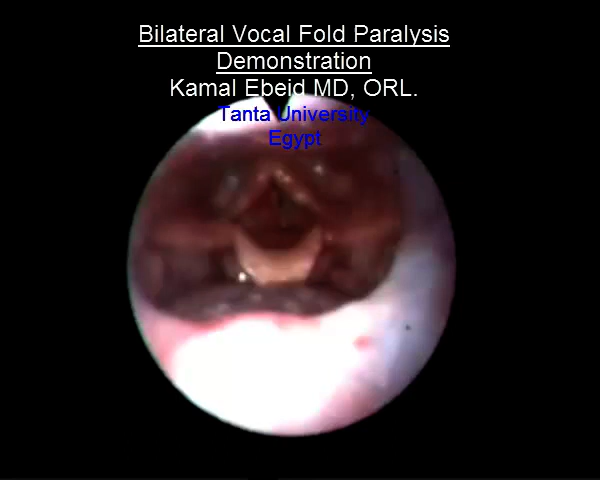 Bilateral Vocal Fold Paralysis
Demonstration
Kamal Ebeid MD, ORL.
Tanta University
Egypt